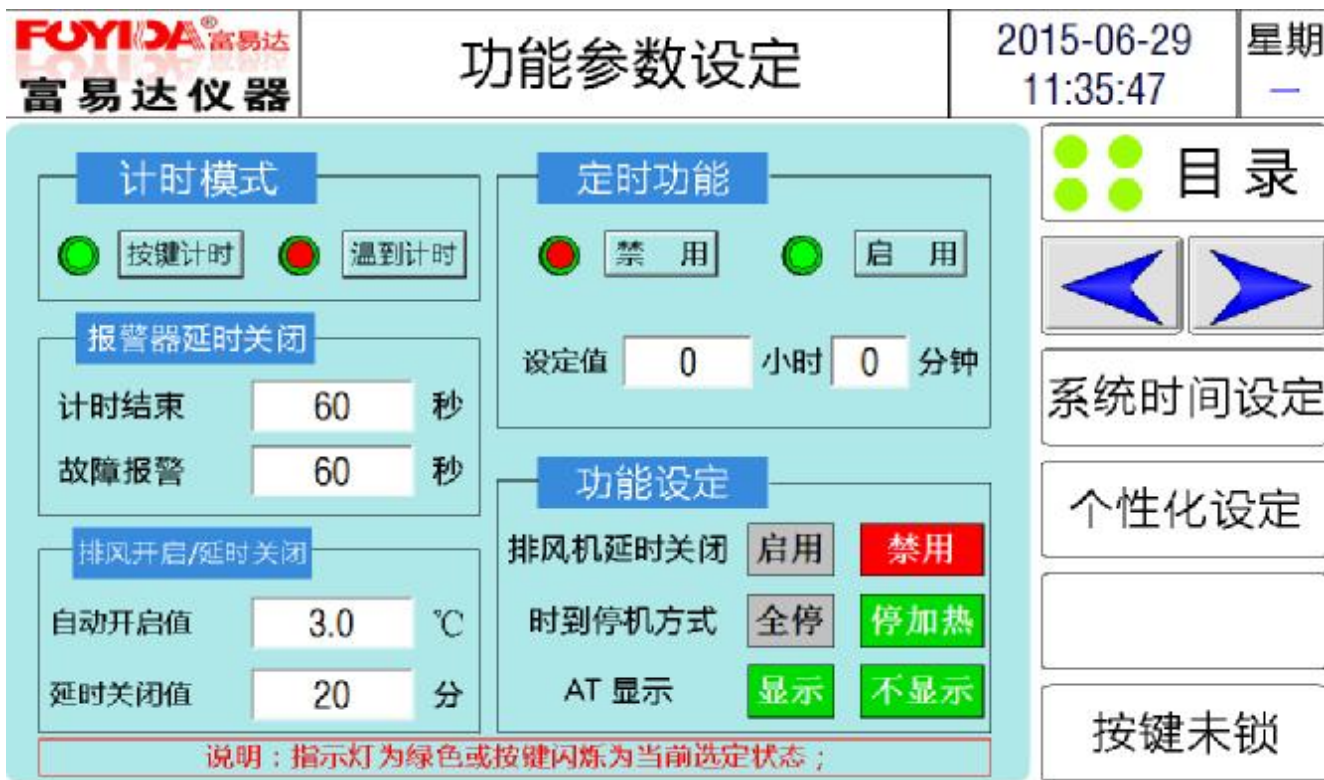 FUYIDA®富易达
富易达仪器
功能参数设定
2015-06-29
11:35:47
星期
一
计时模式
按键计时 温到计时
报警器延时关闭
计时结束 60 秒
故障报警 60 秒
排风开启/延时关闭
自动开启值 3.0 ℃
延时关闭值 20 分
定时功能
禁 用 启 用
设定值 0 小时 0 分钟
功能设定
排风机延时关闭 启用 禁用
时到停机方式 全停 停加热
AT 显示 显示 不显示
说明：指示灯为绿色或按键闪烁为当前选定状态；
目录
系统时间设定
个性化设定
按键未锁